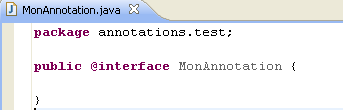 MonAnnotation.java
package annotations.test;
public @interface MonAnnotation {
}